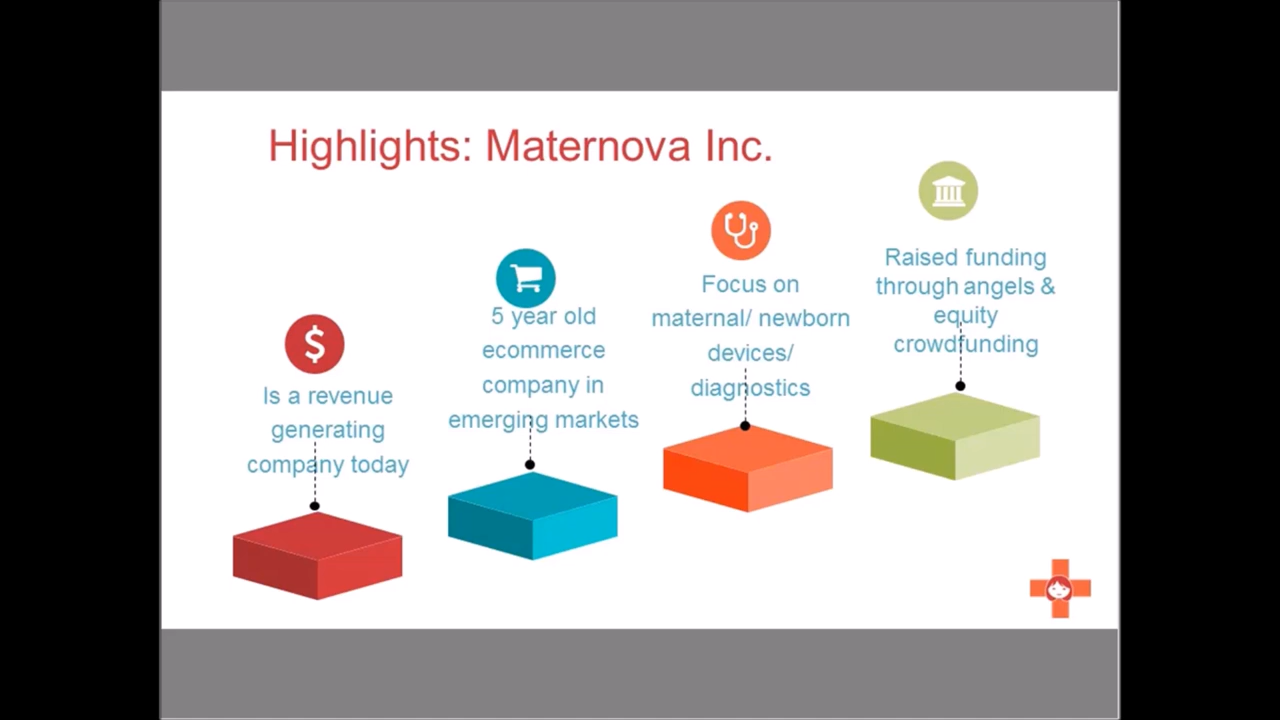 Highlights: Maternova Inc.
$
Is a revenue
generating
company today
5 year old
ecommerce
company in
emerging markets
Focus on
maternal/ newborn
devices/
diagnostics
Raised funding
through angels &
equity
crowdfunding